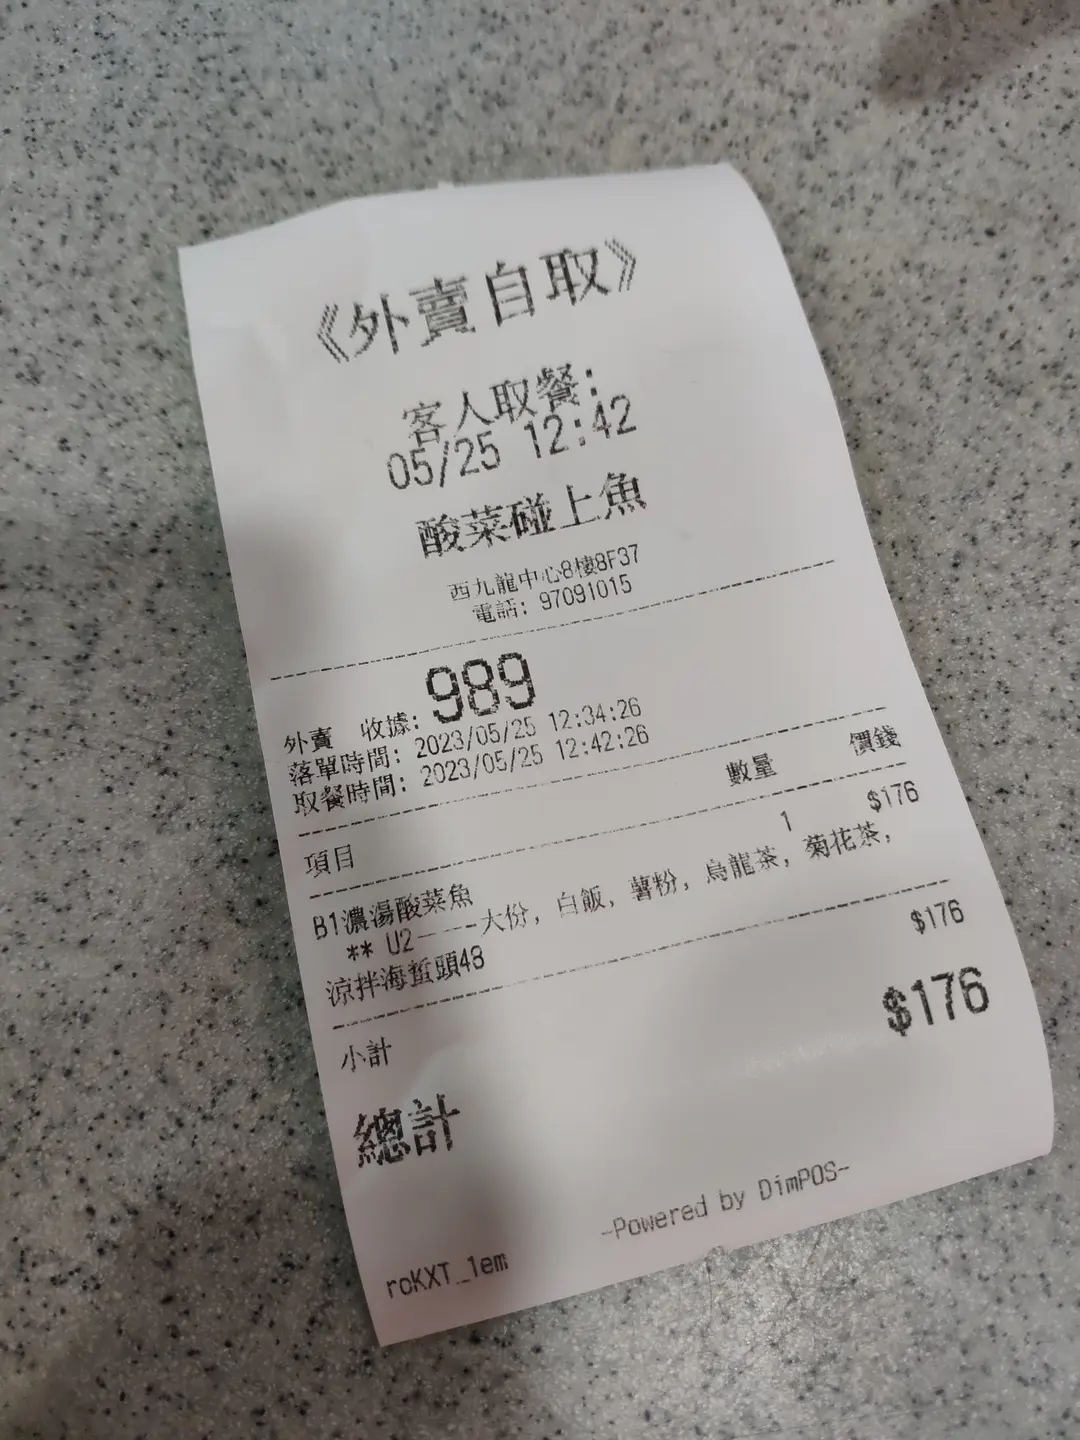 《外賣自取》
客人取餐:
05/25 12:42
酸菜碰上魚
西九龍中心8樓8F37
電話: 97091015
外賣 收據: 989
落單時間: 2023/05/25 12:34:26
取餐時間: 2023/05/25 12:42:26
項目 數量 價錢
B1濃湯酸菜魚 1 $176
** U2----大份, 白飯, 薯粉, 烏龍茶, 菊花茶,
涼拌海蜇頭48
小計 $176
總計 $176
-Powered by DimPOS-
roKXT_1em